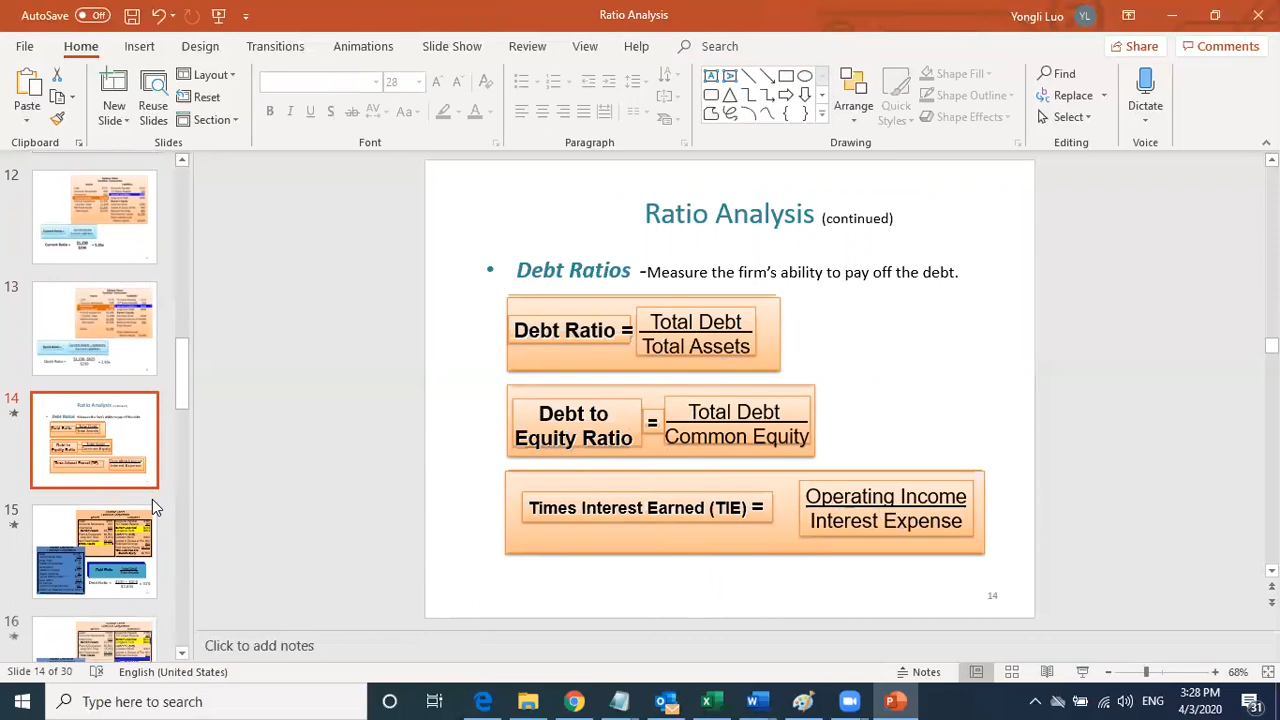 AutoSave Off
Ratio Analysis
Yongli Luo YL
File Home Insert Design Transitions Animations Slide Show Review View Help Search
Share Comments
Paste
New Slide
Reuse Slides
Layout
Reset
Section
28
Arrange
Quick Styles
Shape Fill
Shape Outline
Shape Effects
Find
Replace
Select
Dictate
Clipboard Slides Font Paragraph Drawing Editing Voice
12
13
14
15
16
Ratio Analysis (continued)
• Debt Ratios -Measure the firm's ability to pay off the debt.
Debt Ratio = Total Debt
Total Assets
Debt to Equity Ratio = Total Debt
Common Equity
Times Interest Earned (TIE) = Operating Income
Interest Expense
14
Click to add notes
Slide 14 of 30 English (United States) Notes 68%
Type here to search
ENG
3:28 PM
4/3/2020
31